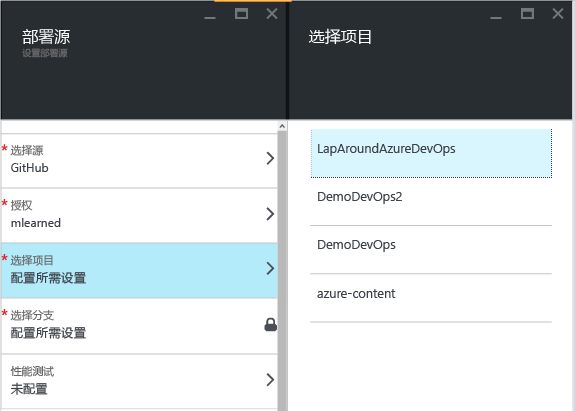 部署源
设置部署源
选择源
GitHub
授权
mlearned
选择项目
配置所需设置
选择分支
配置所需设置
性能测试
未配置
选择项目
LapAroundAzureDevOps
DemoDevOps2
DemoDevOps
azure-content